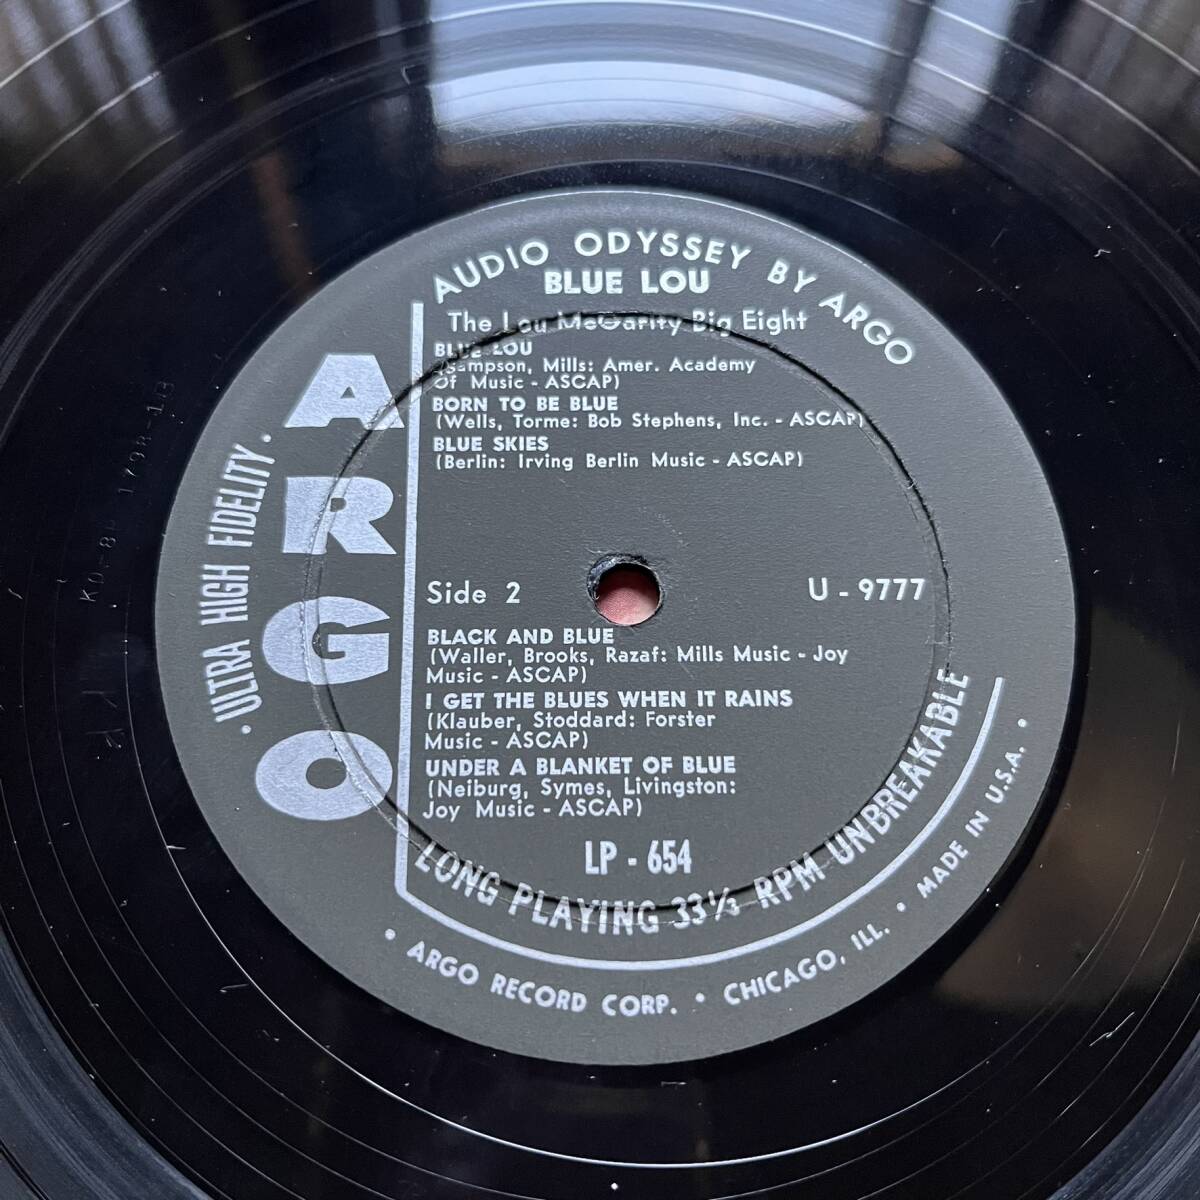 AUDIO ODYSSEY BY ARGO
BLUE LOU
The Lou McGarity Big Eight
BLUE LOU
(Sampson, Mills: Amer. Academy
Of Music - ASCAP)
BORN TO BE BLUE
(Wells, Torme: Bob Stephens, Inc. - ASCAP)
BLUE SKIES
(Berlin: Irving Berlin Music - ASCAP)
ARGO
· ULTRA HIGH FIDELITY ·
Side 2
U - 9777
BLACK AND BLUE
(Waller, Brooks, Razaf: Mills Music - Joy
Music - ASCAP)
I GET THE BLUES WHEN IT RAINS
(Klauber, Stoddard: Forster
Music - ASCAP)
UNDER A BLANKET OF BLUE
(Neiburg, Symes, Livingston:
Joy Music - ASCAP)
LP - 654
LONG PLAYING 33 1/3 RPM UNBREAKABLE
· ARGO RECORD CORP. · CHICAGO, ILL. · MADE IN U.S.A. ·